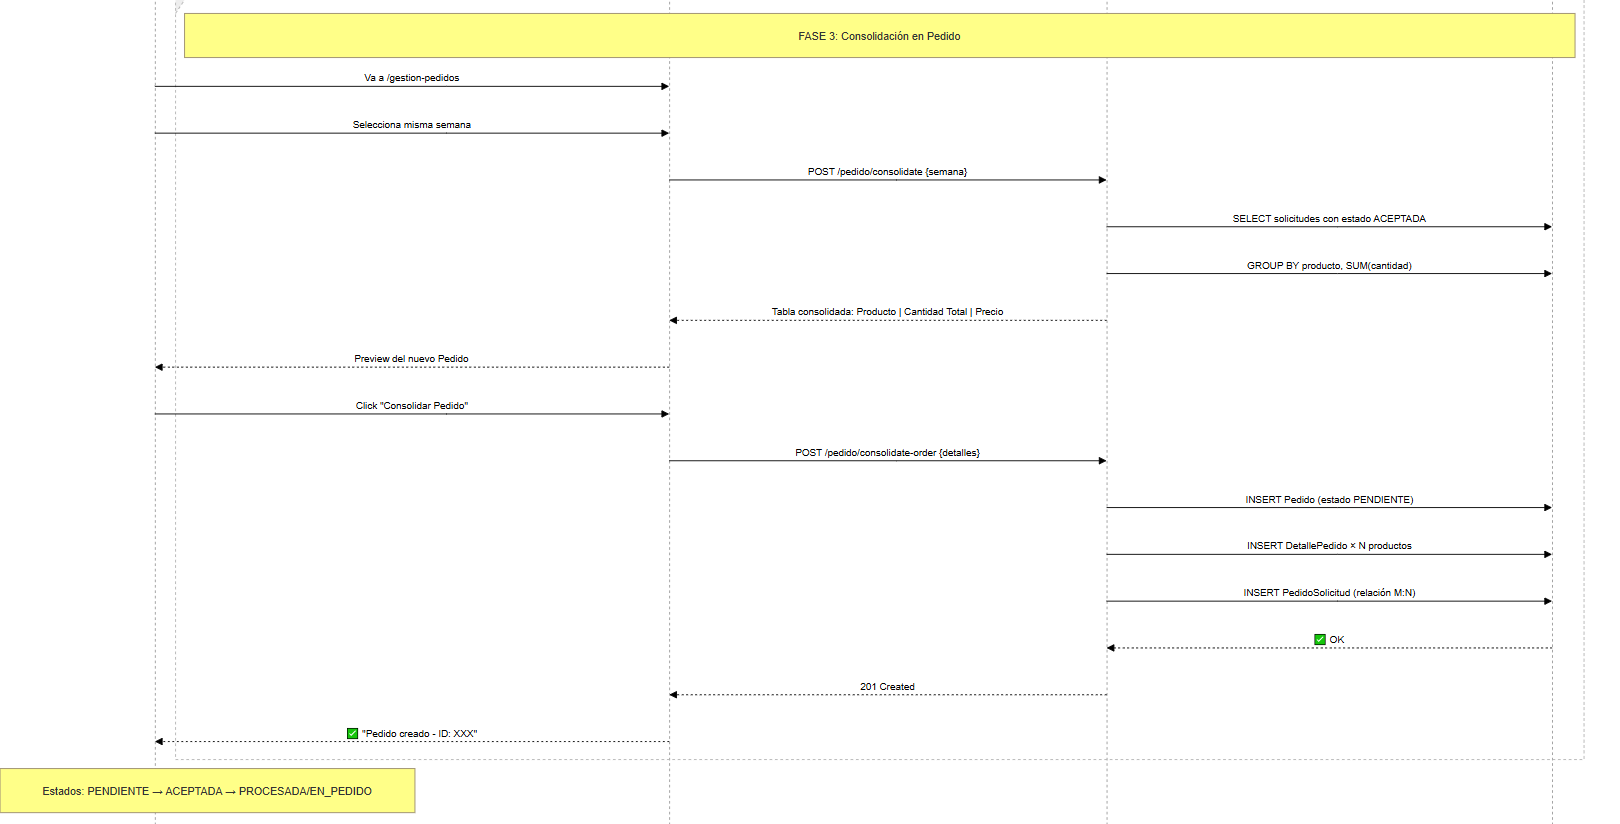 FASE 3: Consolidación en Pedido
Va a /gestion-pedidos
Selecciona misma semana
POST /pedido/consolidate {semana}
SELECT solicitudes con estado ACEPTADA
GROUP BY producto, SUM(cantidad)
Tabla consolidada: Producto | Cantidad Total | Precio
Preview del nuevo Pedido
Click "Consolidar Pedido"
POST /pedido/consolidate-order {detalles}
INSERT Pedido (estado PENDIENTE)
INSERT DetallePedido × N productos
INSERT PedidoSolicitud (relación M:N)
✅ OK
201 Created
✅ "Pedido creado - ID: XXX"
Estados: PENDIENTE → ACEPTADA → PROCESADA/EN_PEDIDO